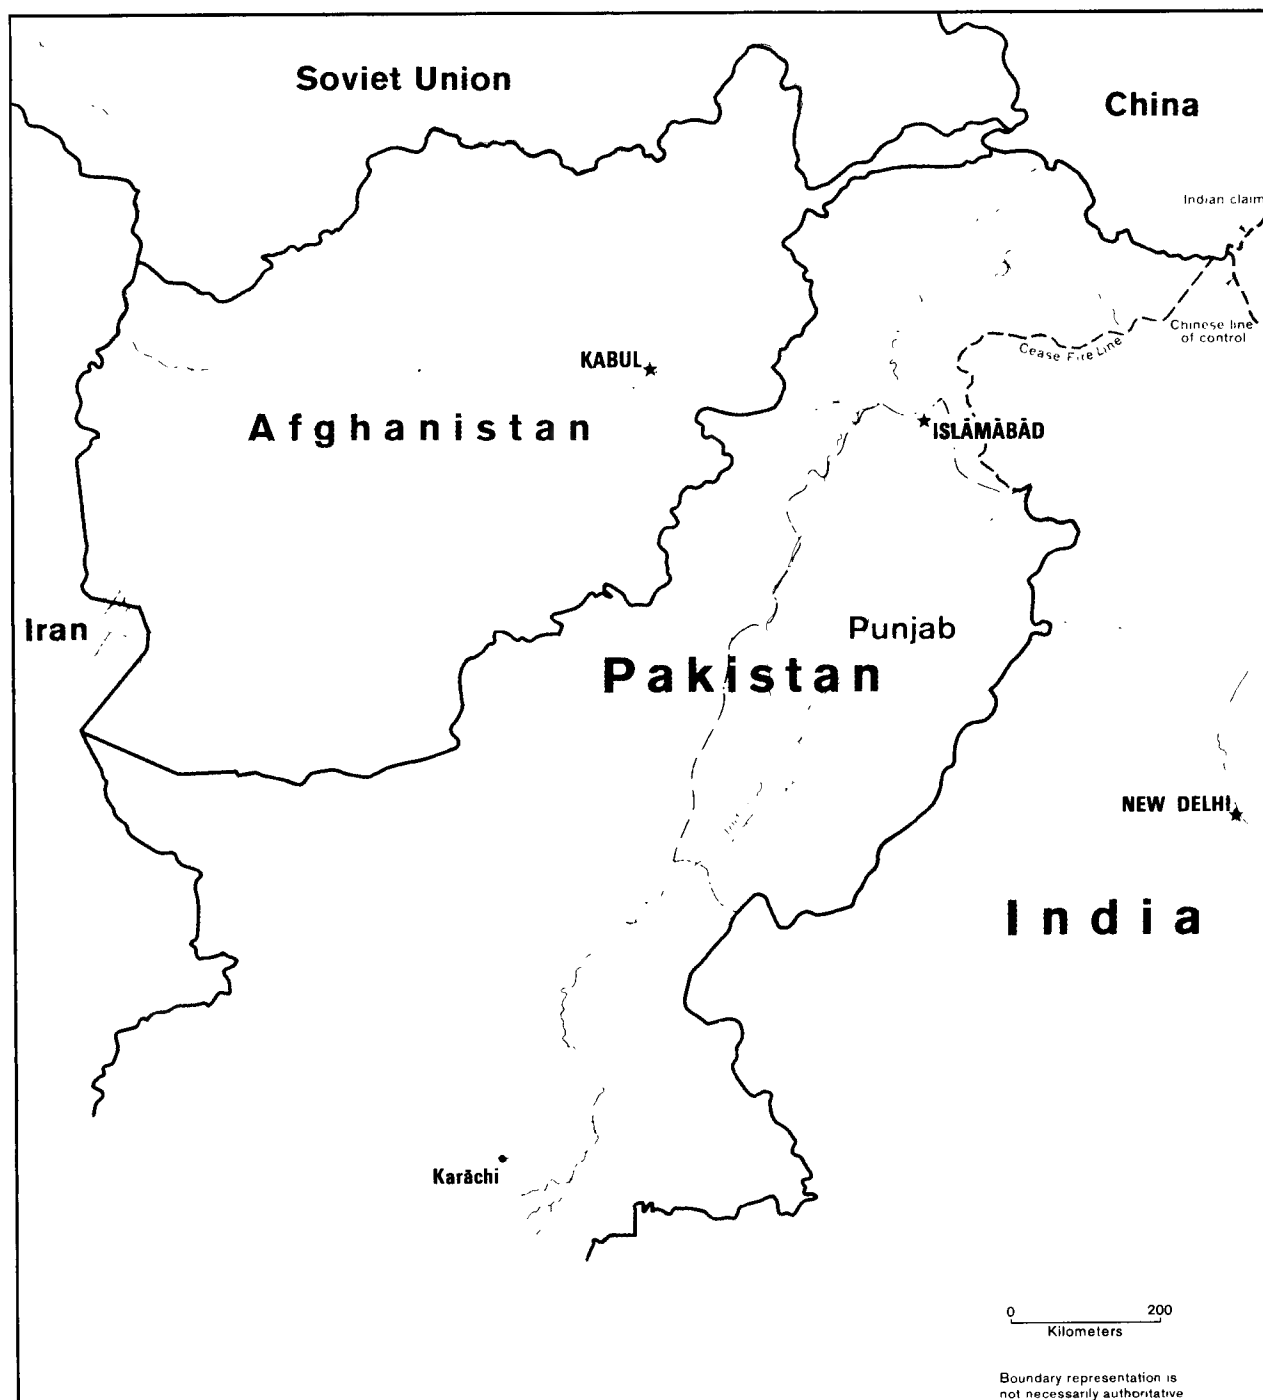 Soviet Union
China
Indian claim
Chinese line
of control
Cease Fire Line
KABUL
Afghanistan
ISLĀMĀBĀD
Iran
Punjab
Pakistan
NEW DELHI
India
Karāchi
0 200
Kilometers
Boundary representation is
not necessarily authoritative